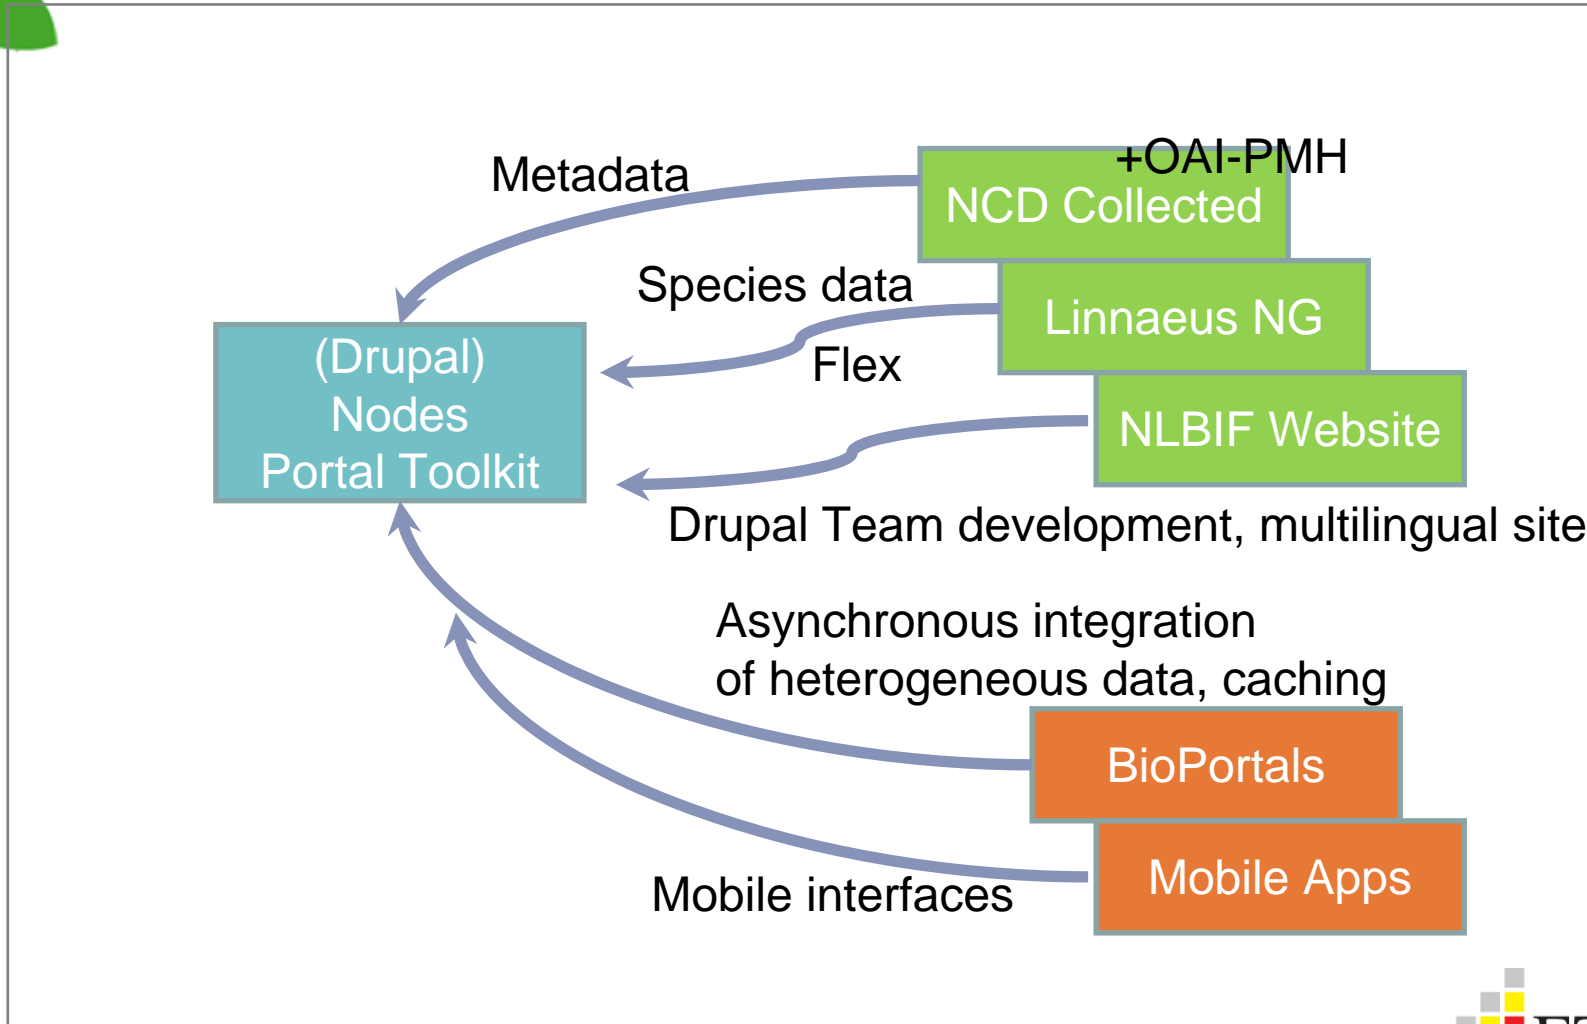 +OAI-PMH
Metadata
NCD Collected
Species data
Linnaeus NG
(Drupal)
Nodes
Portal Toolkit
Flex
NLBIF Website
Drupal Team development, multilingual site
Asynchronous integration
of heterogeneous data, caching
BioPortals
Mobile Apps
Mobile interfaces